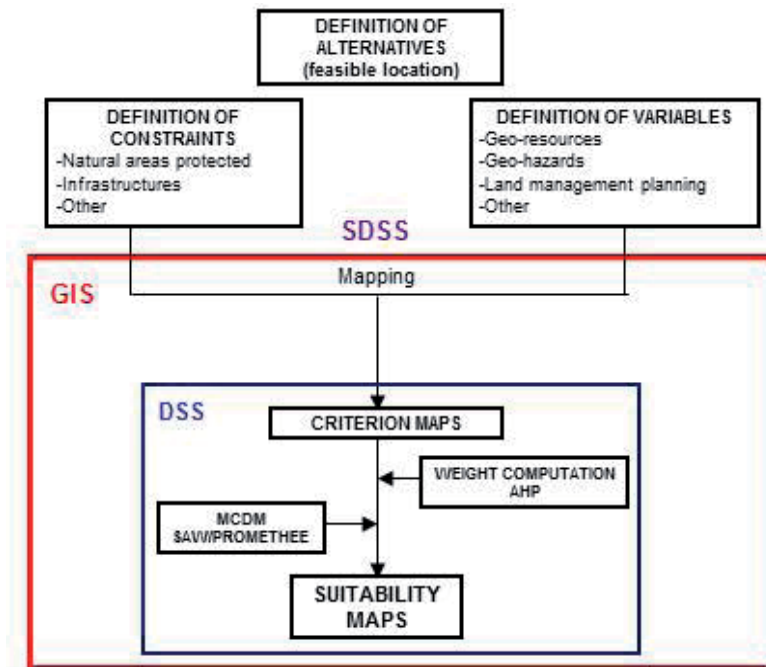 DEFINITION OF
ALTERNATIVES
(feasible location)
DEFINITION OF
CONSTRAINTS
-Natural areas protected
-Infrastructures
-Other
DEFINITION OF VARIABLES
-Geo-resources
-Geo-hazards
-Land management planning
-Other
SDSS
GIS
Mapping
DSS
CRITERION MAPS
WEIGHT COMPUTATION
AHP
MCDM
SAW/PROMETHEE
SUITABILITY
MAPS